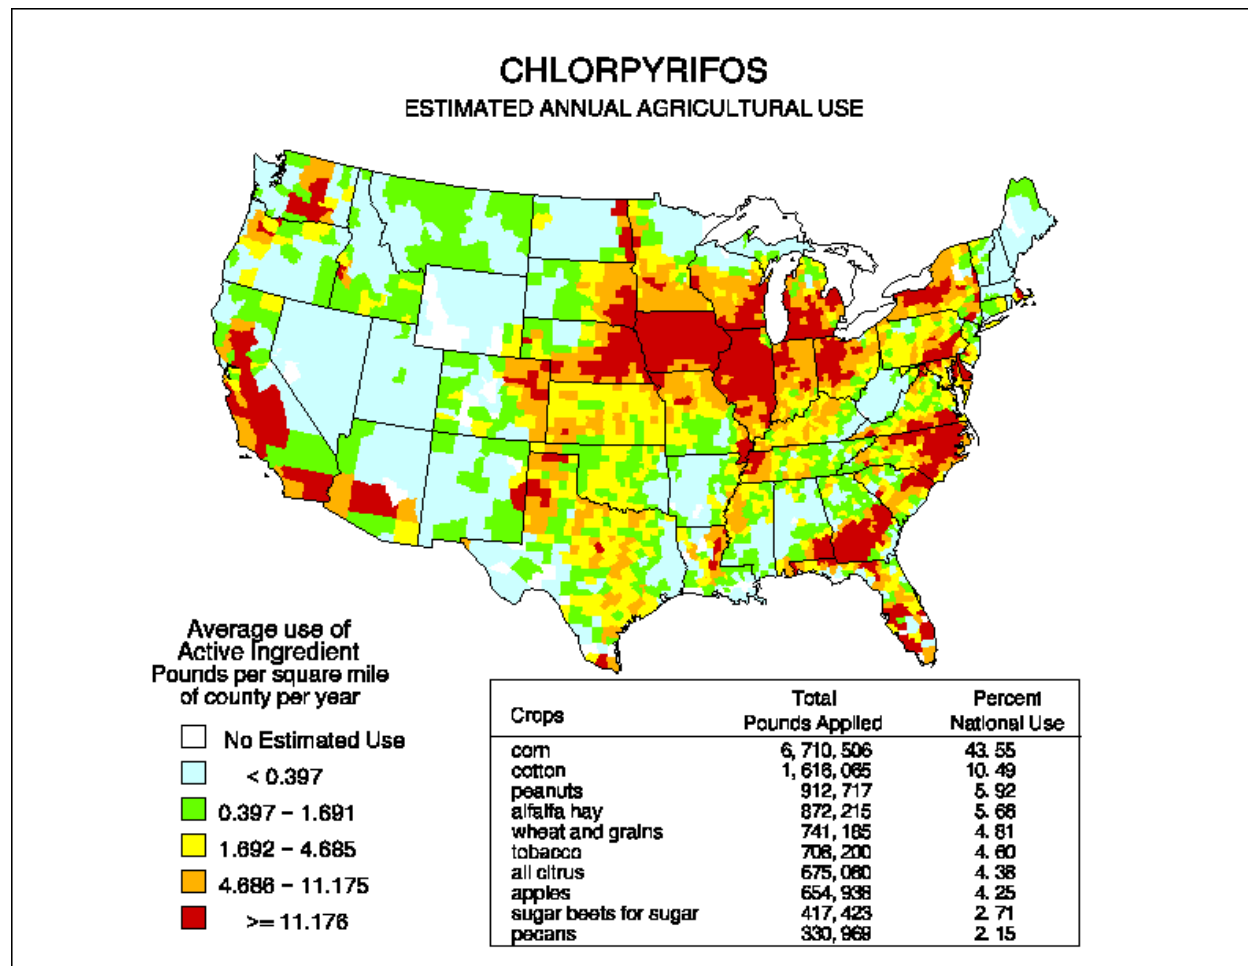 CHLORPYRIFOS
ESTIMATED ANNUAL AGRICULTURAL USE
Average use of
Active Ingredient
Pounds per square mile
of county per year
No Estimated Use
< 0.397
0.397 – 1.691
1.692 – 4.685
4.686 – 11.175
>= 11.176
Crops Total Pounds Applied Percent National Use
corn 6, 710, 506 43. 55
cotton 1, 616, 065 10. 49
peanuts 912, 717 5. 92
alfalfa hay 872, 215 5. 66
wheat and grains 741, 165 4. 81
tobacco 708, 200 4. 60
all citrus 675, 060 4. 38
apples 654, 938 4. 25
sugar beets for sugar 417, 423 2. 71
pecans 330, 969 2. 15